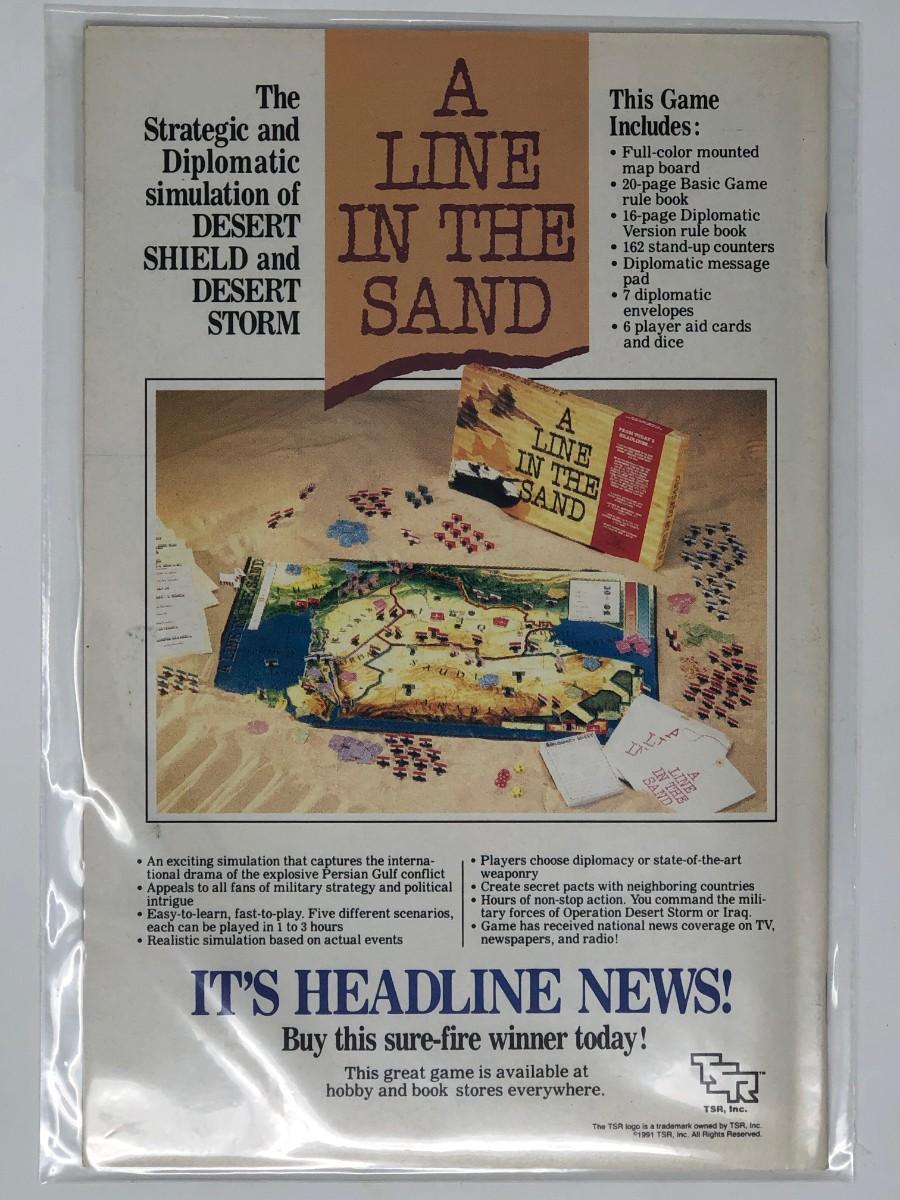 The
Strategic and
Diplomatic
simulation of
DESERT
SHIELD and
DESERT
STORM
A
LINE
IN THE
SAND
This Game
Includes:
• Full-color mounted
map board
• 20-page Basic Game
rule book
• 16-page Diplomatic
Version rule book
• 162 stand-up counters
• Diplomatic message
pad
• 7 diplomatic
envelopes
• 6 player aid cards
and dice
A
LINE
IN THE
SAND
FROM TODAY'S
HEADLINES...
SAUDI
A
LINE
IN THE
SAND
• An exciting simulation that captures the interna-
tional drama of the explosive Persian Gulf conflict
• Appeals to all fans of military strategy and political
intrigue
• Easy-to-learn, fast-to-play. Five different scenarios,
each can be played in 1 to 3 hours
• Realistic simulation based on actual events
• Players choose diplomacy or state-of-the-art
weaponry
• Create secret pacts with neighboring countries
• Hours of non-stop action. You command the mili-
tary forces of Operation Desert Storm or Iraq.
• Game has received national news coverage on TV,
newspapers, and radio!
IT'S HEADLINE NEWS!
Buy this sure-fire winner today!
This great game is available at
hobby and book stores everywhere.
TSR™
TSR, Inc.
The TSR logo is a trademark owned by TSR, Inc.
©1991 TSR, Inc. All Rights Reserved.